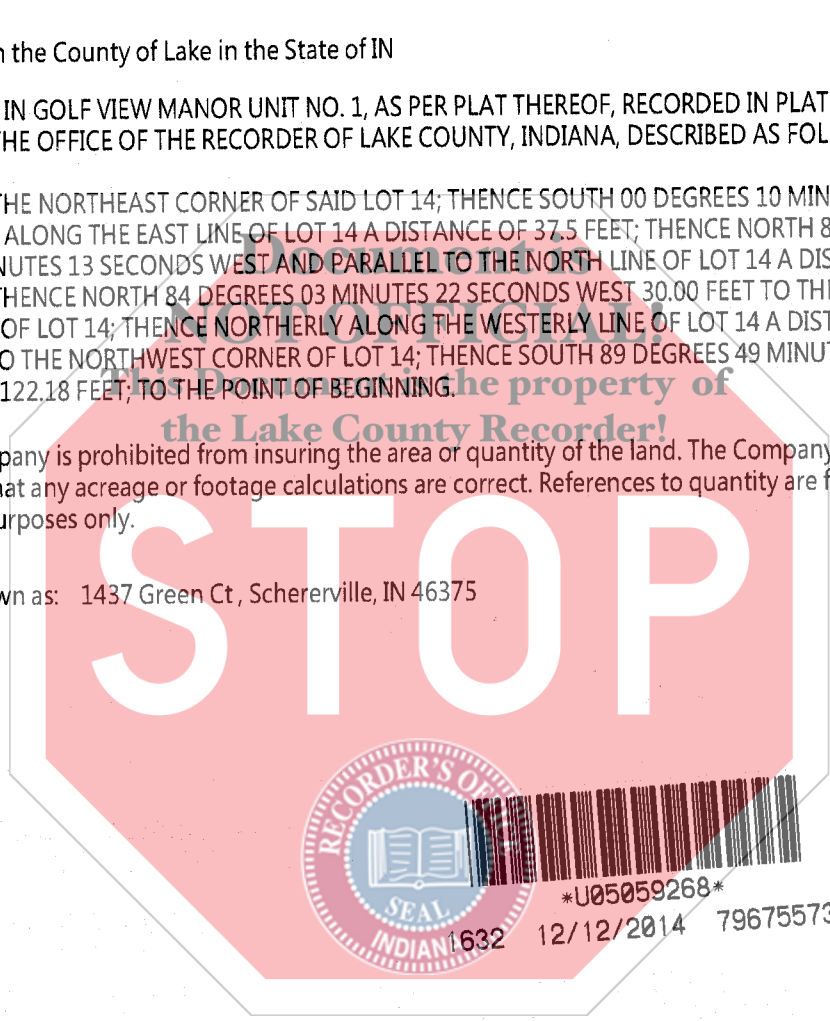 the County of Lake in the State of IN
IN GOLF VIEW MANOR UNIT NO. 1, AS PER PLAT THEREOF, RECORDED IN PLAT
HE OFFICE OF THE RECORDER OF LAKE COUNTY, INDIANA, DESCRIBED AS FOL
HE NORTHEAST CORNER OF SAID LOT 14; THENCE SOUTH 00 DEGREES 10 MIN
ALONG THE EAST LINE OF LOT 14 A DISTANCE OF 37.5 FEET; THENCE NORTH 8
NUTES 13 SECONDS WEST AND PARALLEL TO THE NORTH LINE OF LOT 14 A DIS
HENCE NORTH 84 DEGREES 03 MINUTES 22 SECONDS WEST 30.00 FEET TO THE
OF LOT 14; THENCE NORTHERLY ALONG THE WESTERLY LINE OF LOT 14 A DIST
O THE NORTHWEST CORNER OF LOT 14; THENCE SOUTH 89 DEGREES 49 MINUT
122.18 FEET; TO THE POINT OF BEGINNING.
Document is
NOT OFFICIAL!
This Document is the property of
the Lake County Recorder!
pany is prohibited from insuring the area or quantity of the land. The Company
at any acreage or footage calculations are correct. References to quantity are f
urposes only.
STOP
wn as: 1437 Green Ct , Schererville, IN 46375
RECORDER'S OFFICE
SEAL
INDIANA
*U05059268*
1632 12/12/2014 79675573